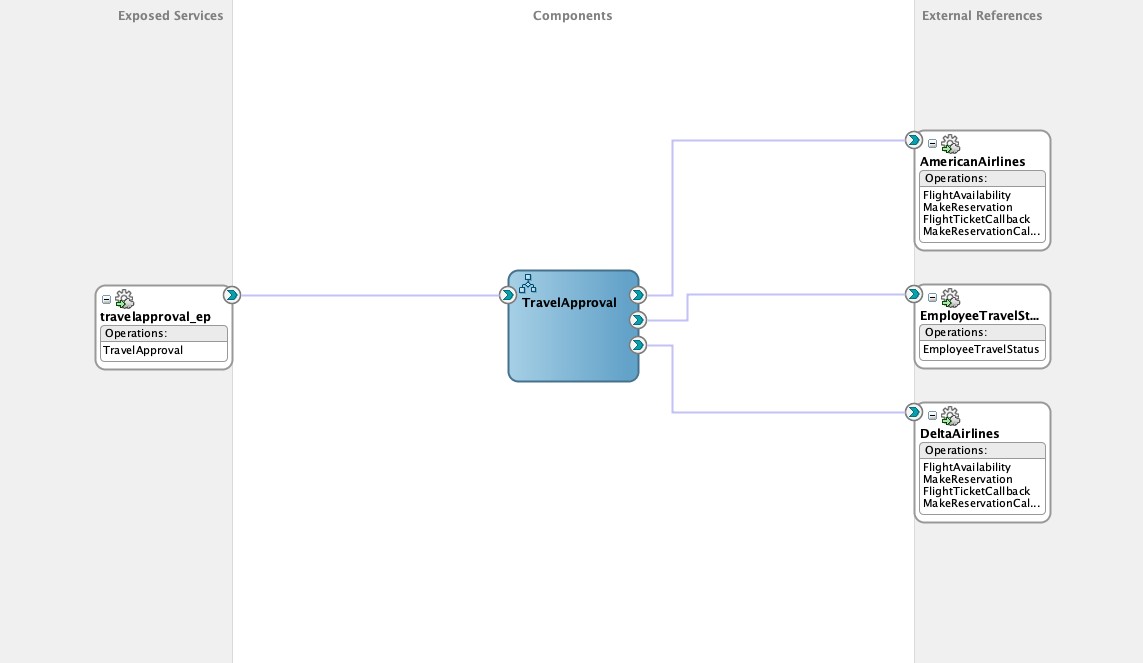 Exposed Services
Components
External References
travelapproval_ep
Operations:
TravelApproval
TravelApproval
AmericanAirlines
Operations:
FlightAvailability
MakeReservation
FlightTicketCallback
MakeReservationCal...
EmployeeTravelSt...
Operations:
EmployeeTravelStatus
DeltaAirlines
Operations:
FlightAvailability
MakeReservation
FlightTicketCallback
MakeReservationCal...